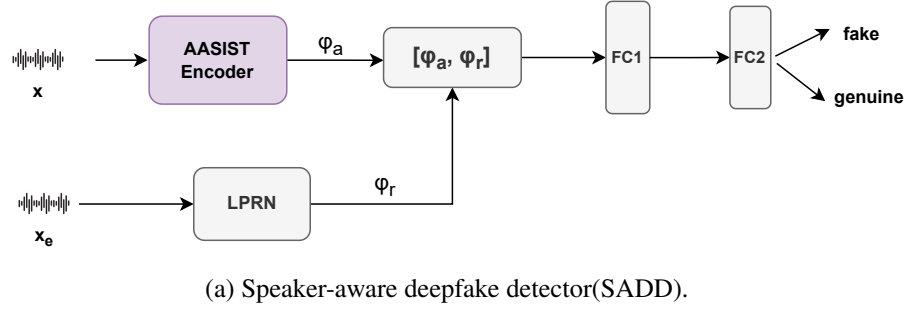 AASIST
Encoder
φa
[φa, φr]
FC1
FC2
fake
genuine
x
LPRN
φr
xe
(a) Speaker-aware deepfake detector(SADD).